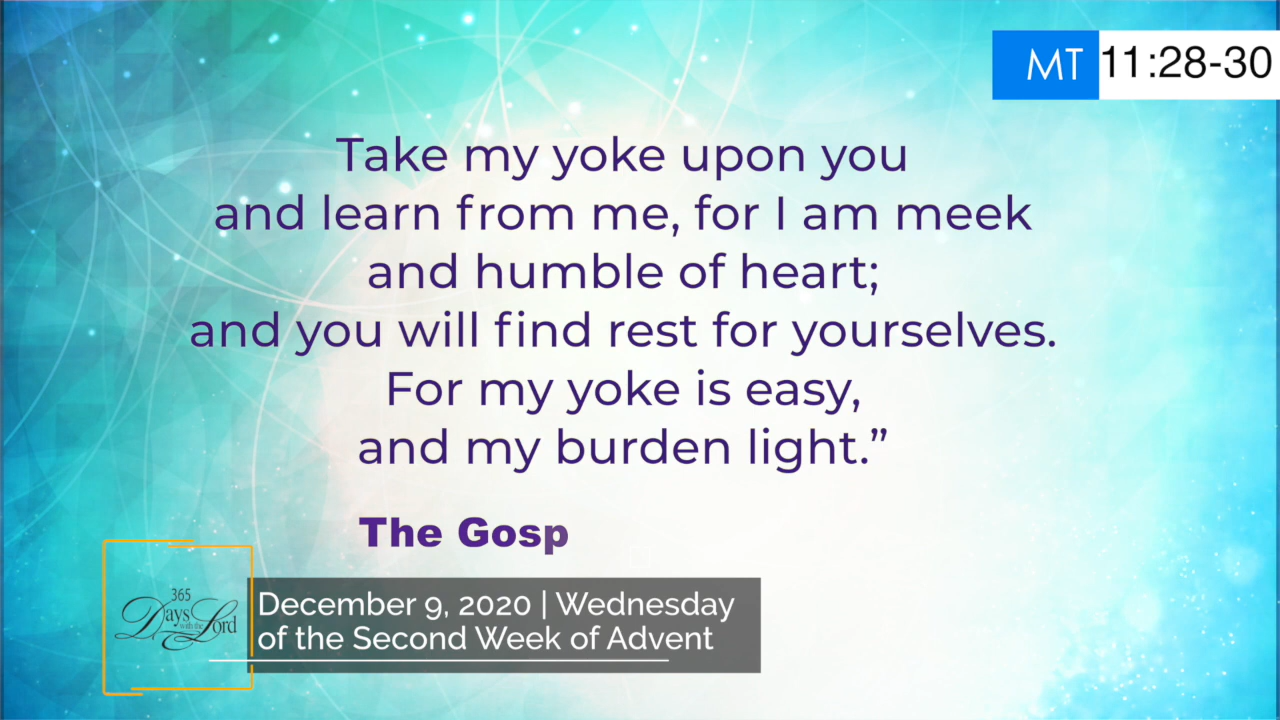 MT 11:28-30
Take my yoke upon you
and learn from me, for I am meek
and humble of heart;
and you will find rest for yourselves.
For my yoke is easy,
and my burden light.”
The Gosp
365
Days with the Lord
December 9, 2020 | Wednesday
of the Second Week of Advent